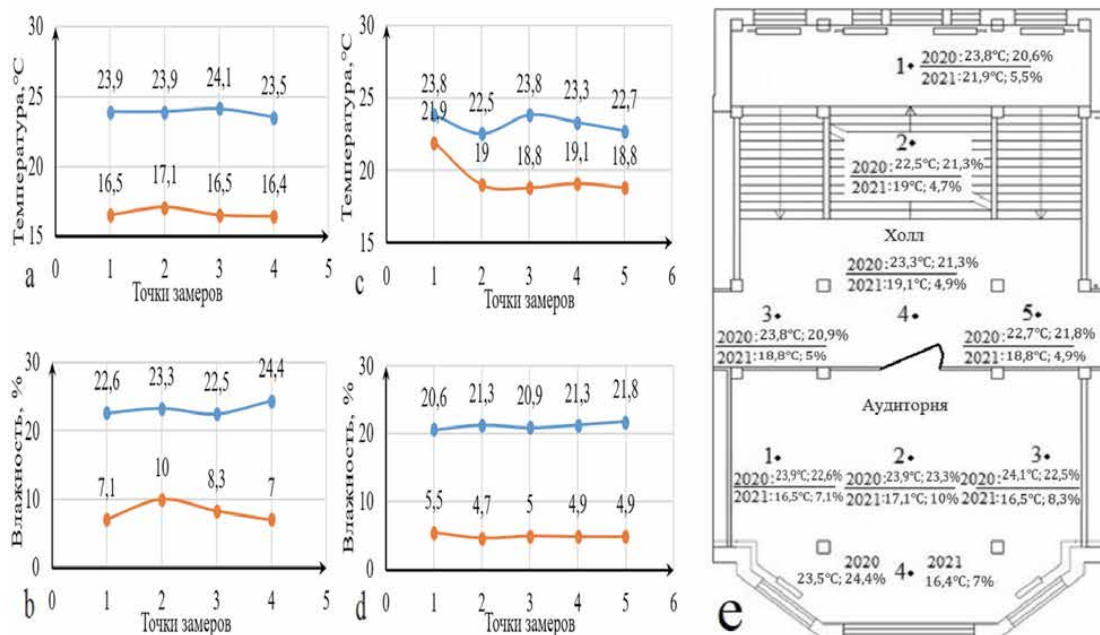 Температура,°C
30
25
20
15
23,9
23,9
24,1
23,5
16,5
17,1
16,5
16,4
0
1
2
3
4
5
Точки замеров
a
Температура,°C
30
25
20
15
23,8
22,5
23,8
23,3
22,7
21,9
19
18,8
19,1
18,8
0
1
2
3
4
5
6
Точки замеров
c
Влажность, %
30
20
10
0
22,6
23,3
22,5
24,4
7,1
10
8,3
7
0
1
2
3
4
5
Точки замеров
b
Влажность, %
30
20
10
0
20,6
21,3
20,9
21,3
21,8
5,5
4,7
5
4,9
4,9
0
1
2
3
4
5
6
Точки замеров
d
1
2020:23,8°C; 20,6%
2021:21,9°C; 5,5%
2
2020:22,5°C; 21,3%
2021:19°C; 4,7%
Холл
2020:23,3°C; 21,3%
2021:19,1°C; 4,9%
3
4
5
2020:23,8°C; 20,9%
2021:18,8°C; 5%
2020:22,7°C; 21,8%
2021:18,8°C; 4,9%
Аудитория
1
2
3
2020:23,9°C; 22,6%
2021:16,5°C; 7,1%
2020:23,9°C; 23,3%
2021:17,1°C; 10%
2020:24,1°C; 22,5%
2021:16,5°C; 8,3%
2020
23,5°C; 24,4%
4
2021
16,4°C; 7%
e